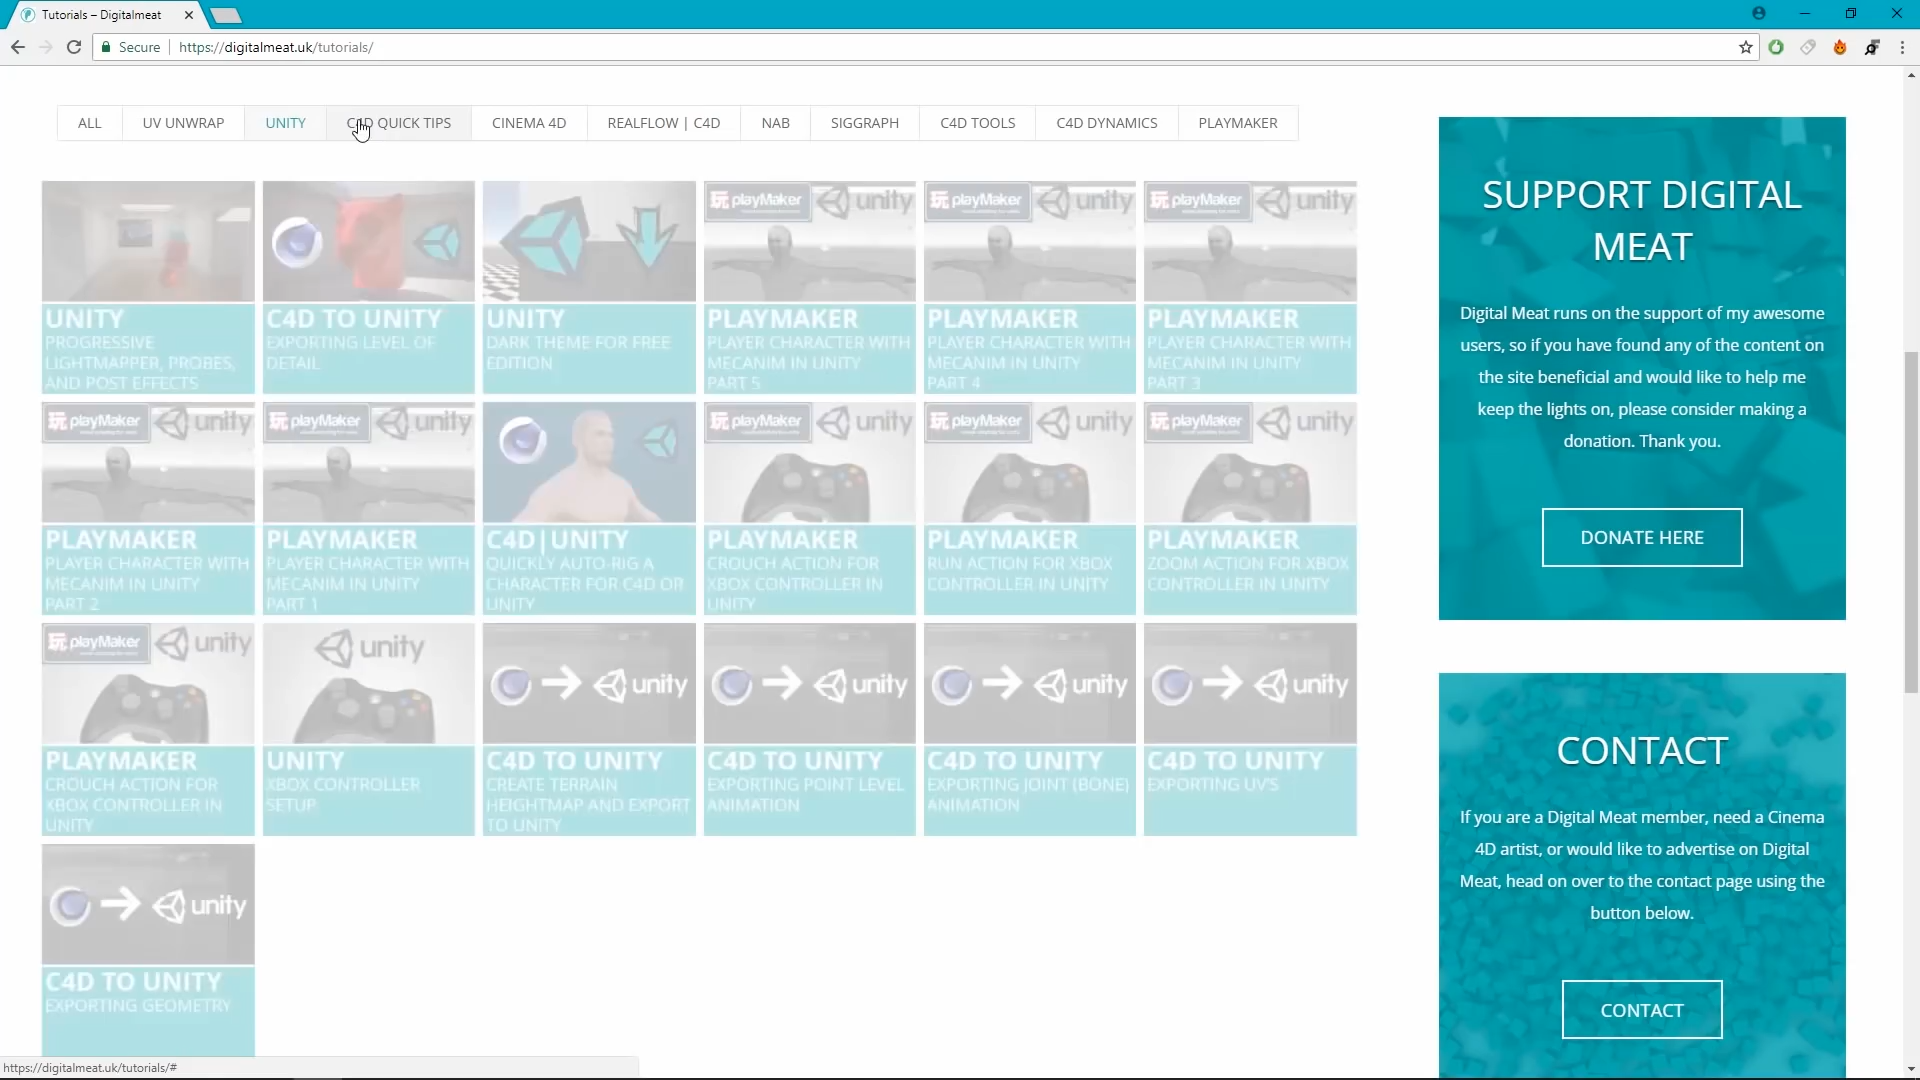 Tutorials – Digitalmeat
Secure
https://digitalmeat.uk/tutorials/
ALL
UV UNWRAP
UNITY
C4D QUICK TIPS
CINEMA 4D
REALFLOW | C4D
NAB
SIGGRAPH
C4D TOOLS
C4D DYNAMICS
PLAYMAKER
UNITY
PROGRESSIVE
LIGHTMAPPER, PROBES,
AND POST EFFECTS
C4D TO UNITY
EXPORTING LEVEL OF
DETAIL
UNITY
DARK THEME FOR FREE
EDITION
玩 playMaker
unity
PLAYMAKER
PLAYER CHARACTER WITH
MECANIM IN UNITY
PART 5
玩 playMaker
unity
PLAYMAKER
PLAYER CHARACTER WITH
MECANIM IN UNITY
PART 4
玩 playMaker
unity
PLAYMAKER
PLAYER CHARACTER WITH
MECANIM IN UNITY
PART 3
玩 playMaker
unity
PLAYMAKER
PLAYER CHARACTER WITH
MECANIM IN UNITY
PART 2
玩 playMaker
unity
PLAYMAKER
PLAYER CHARACTER WITH
MECANIM IN UNITY
PART 1
C4D|UNITY
QUICKLY AUTO RIG A
CHARACTER FOR C4D OR
UNITY
玩 playMaker
unity
PLAYMAKER
CROUCH ACTION FOR
XBOX CONTROLLER IN
UNITY
玩 playMaker
unity
PLAYMAKER
RUN ACTION FOR XBOX
CONTROLLER IN UNITY
玩 playMaker
unity
PLAYMAKER
ZOOM ACTION FOR XBOX
CONTROLLER IN UNITY
玩 playMaker
unity
PLAYMAKER
CROUCH ACTION FOR
XBOX CONTROLLER IN
UNITY
unity
UNITY
XBOX CONTROLLER
SETUP
unity
C4D TO UNITY
CREATE TERRAIN
HEIGHTMAP AND EXPORT
TO UNITY
unity
C4D TO UNITY
EXPORTING POINT LEVEL
ANIMATION
unity
C4D TO UNITY
EXPORTING JOINT (BONE)
ANIMATION
unity
C4D TO UNITY
EXPORTING UV'S
unity
C4D TO UNITY
EXPORTING GEOMETRY
SUPPORT DIGITAL
MEAT
Digital Meat runs on the support of my awesome
users, so if you have found any of the content on
the site beneficial and would like to help me
keep the lights on, please consider making a
donation. Thank you.
DONATE HERE
CONTACT
If you are a Digital Meat member, need a Cinema
4D artist, or would like to advertise on Digital
Meat, head on over to the contact page using the
button below.
CONTACT
https://digitalmeat.uk/tutorials/#